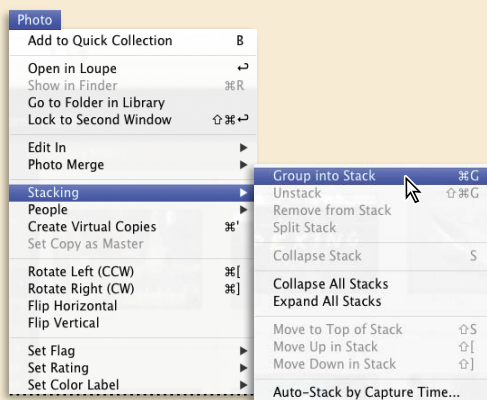 Photo
Add to Quick Collection B
Open in Loupe ↩
Show in Finder ⌘R
Go to Folder in Library
Lock to Second Window ⇧⌘↩
Edit In ▶
Photo Merge ▶
Stacking ▶
People ▶
Create Virtual Copies ⌘'
Set Copy as Master
Rotate Left (CCW) ⌘[
Rotate Right (CW) ⌘]
Flip Horizontal
Flip Vertical
Set Flag ▶
Set Rating ▶
Set Color Label ▶
Group into Stack ⌘G
Unstack ⇧⌘G
Remove from Stack
Split Stack
Collapse Stack S
Collapse All Stacks
Expand All Stacks
Move to Top of Stack ⇧S
Move Up in Stack ⇧[
Move Down in Stack ⇧]
Auto-Stack by Capture Time...